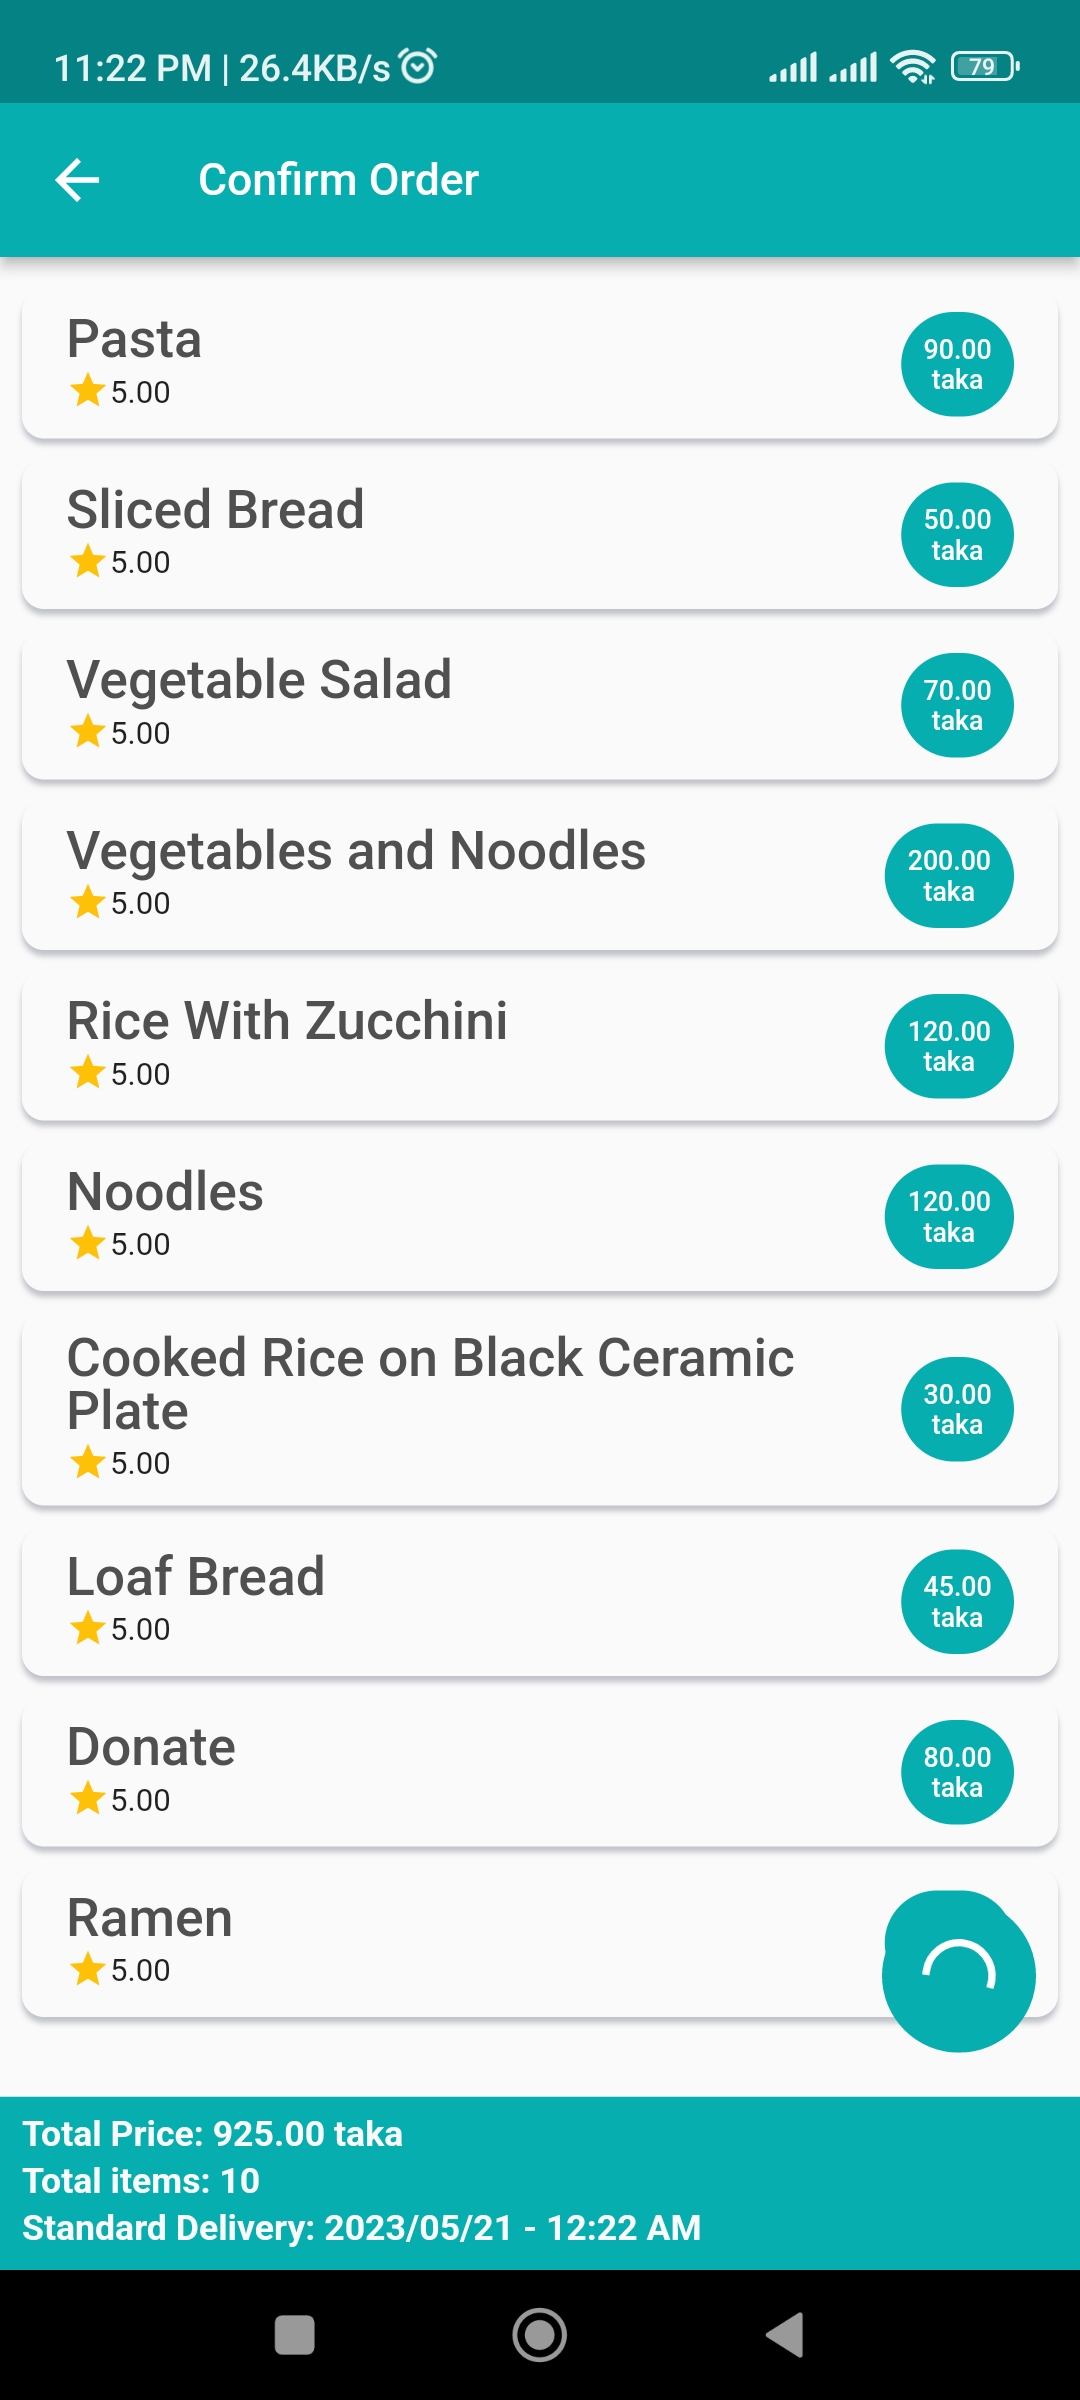 11:22 PM | 26.4KB/s
79
Confirm Order
Pasta
5.00
90.00
taka
Sliced Bread
5.00
50.00
taka
Vegetable Salad
5.00
70.00
taka
Vegetables and Noodles
5.00
200.00
taka
Rice With Zucchini
5.00
120.00
taka
Noodles
5.00
120.00
taka
Cooked Rice on Black Ceramic
Plate
5.00
30.00
taka
Loaf Bread
5.00
45.00
taka
Donate
5.00
80.00
taka
Ramen
5.00
Total Price: 925.00 taka
Total items: 10
Standard Delivery: 2023/05/21 - 12:22 AM